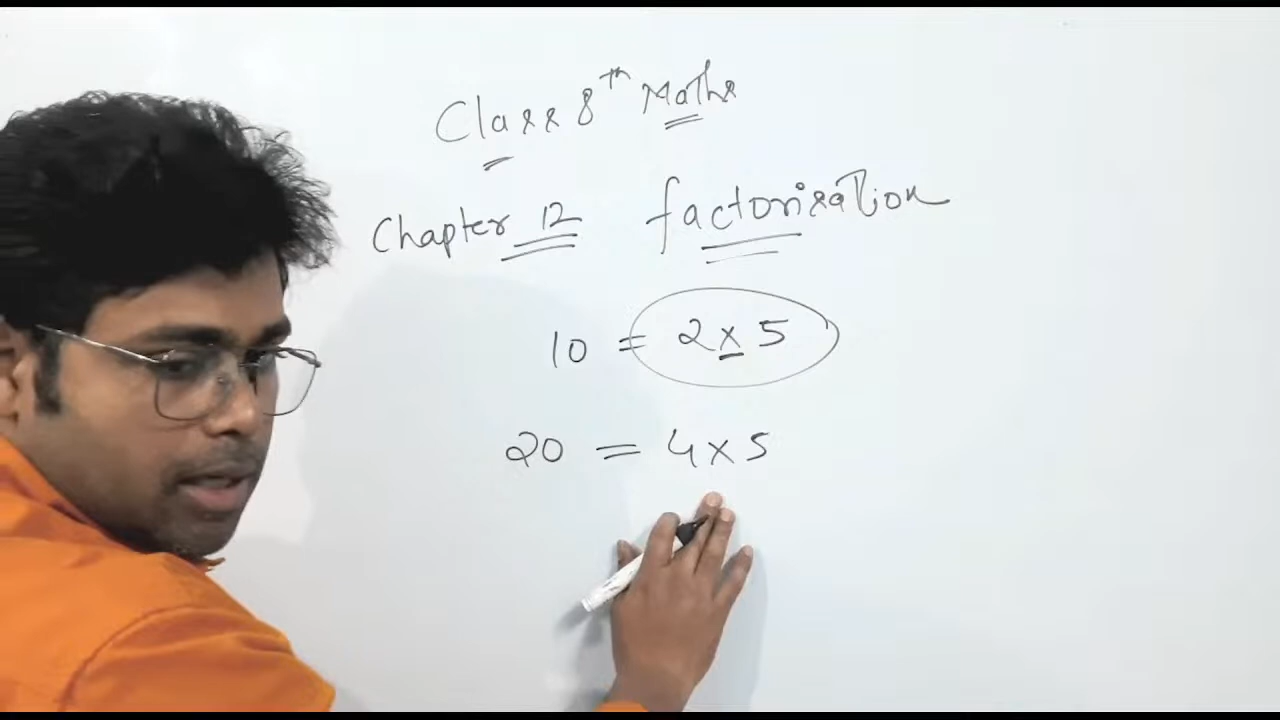 Class 8th Maths
Chapter 12 factorisation
10 = 2 x 5
20 = 4 x 5